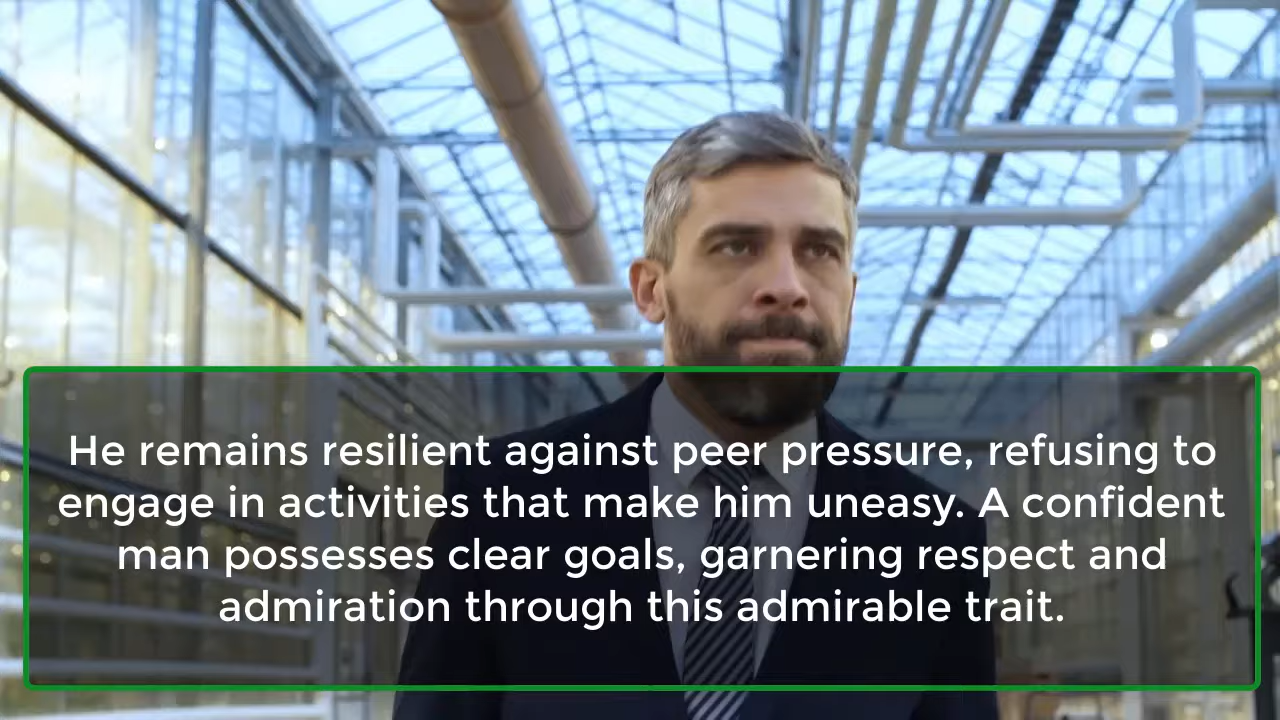 He remains resilient against peer pressure, refusing to
engage in activities that make him uneasy. A confident
man possesses clear goals, garnering respect and
admiration through this admirable trait.